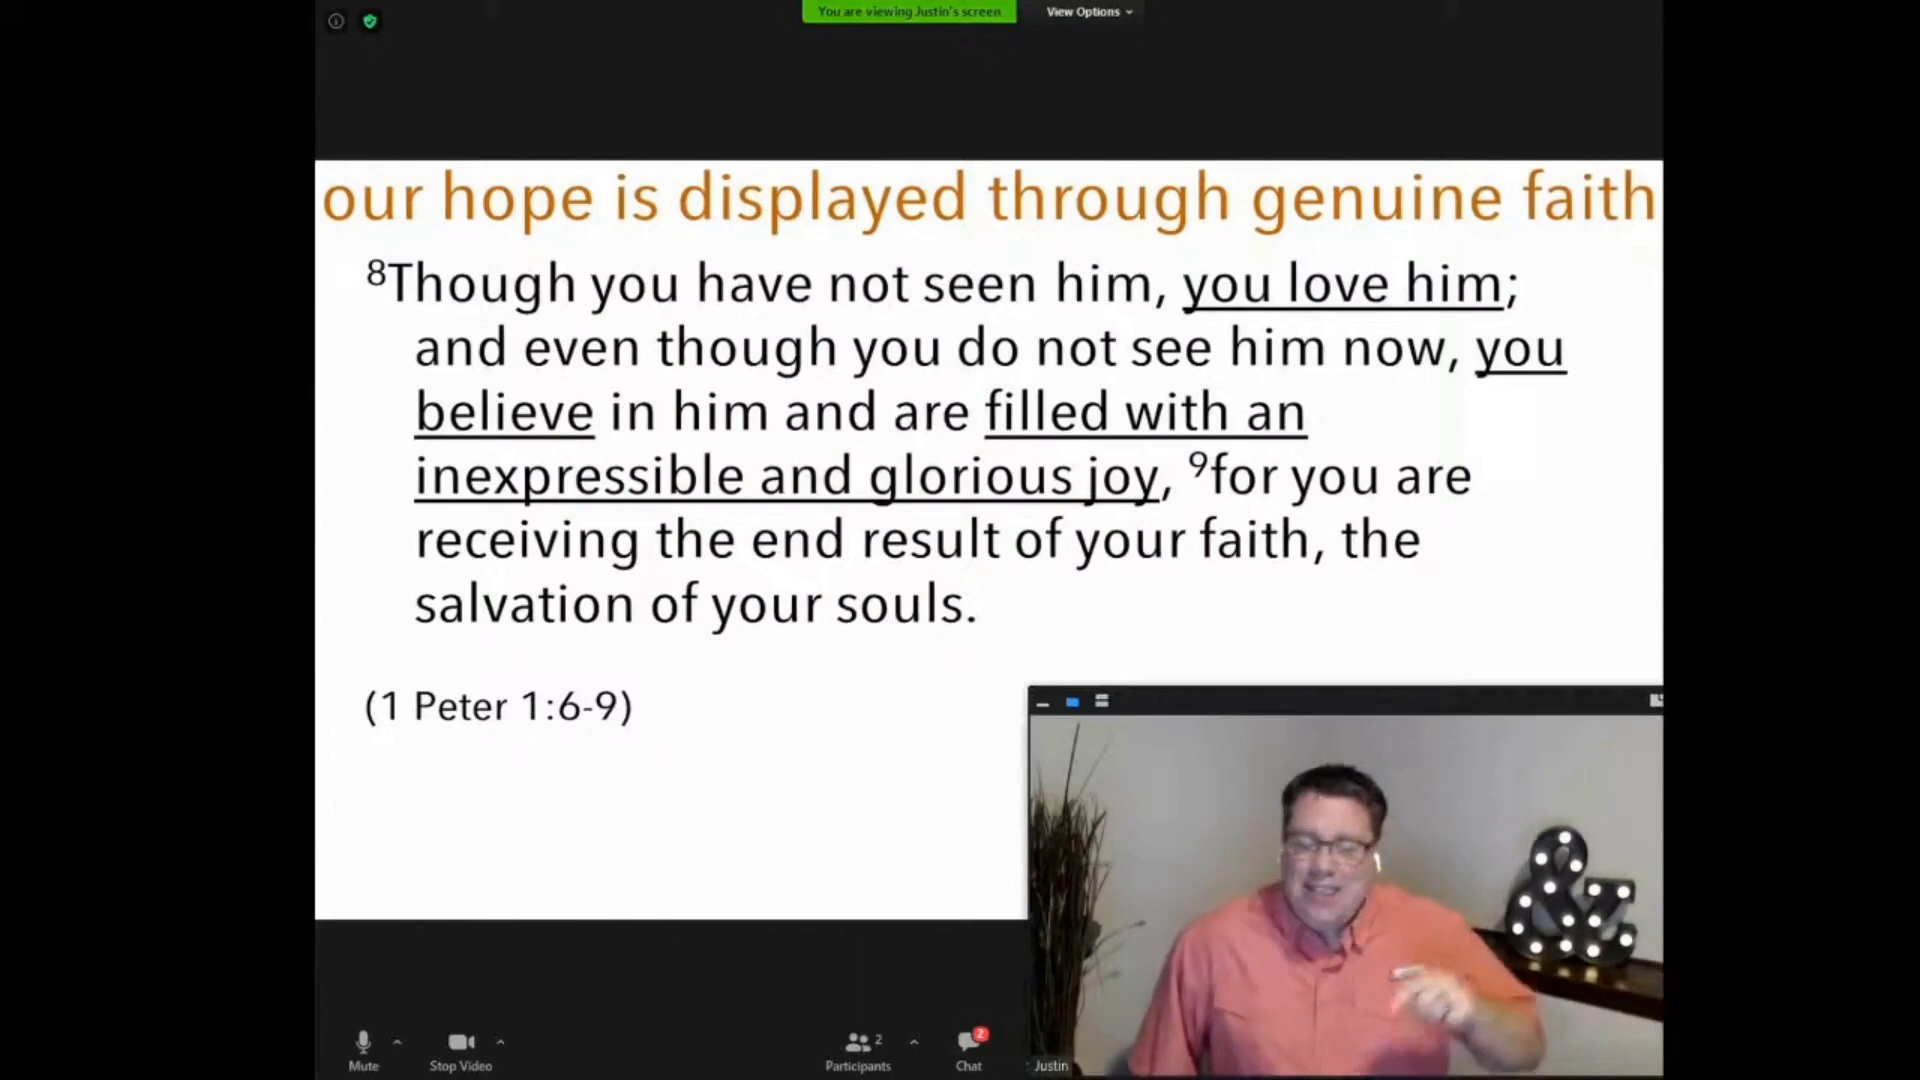 You are viewing Justin's screen
View Options
our hope is displayed through genuine faith
⁸Though you have not seen him, you love him;
and even though you do not see him now, you
believe in him and are filled with an
inexpressible and glorious joy, ⁹for you are
receiving the end result of your faith, the
salvation of your souls.
(1 Peter 1:6-9)
&
Mute
Stop Video
Participants 2
Chat 2
Justin